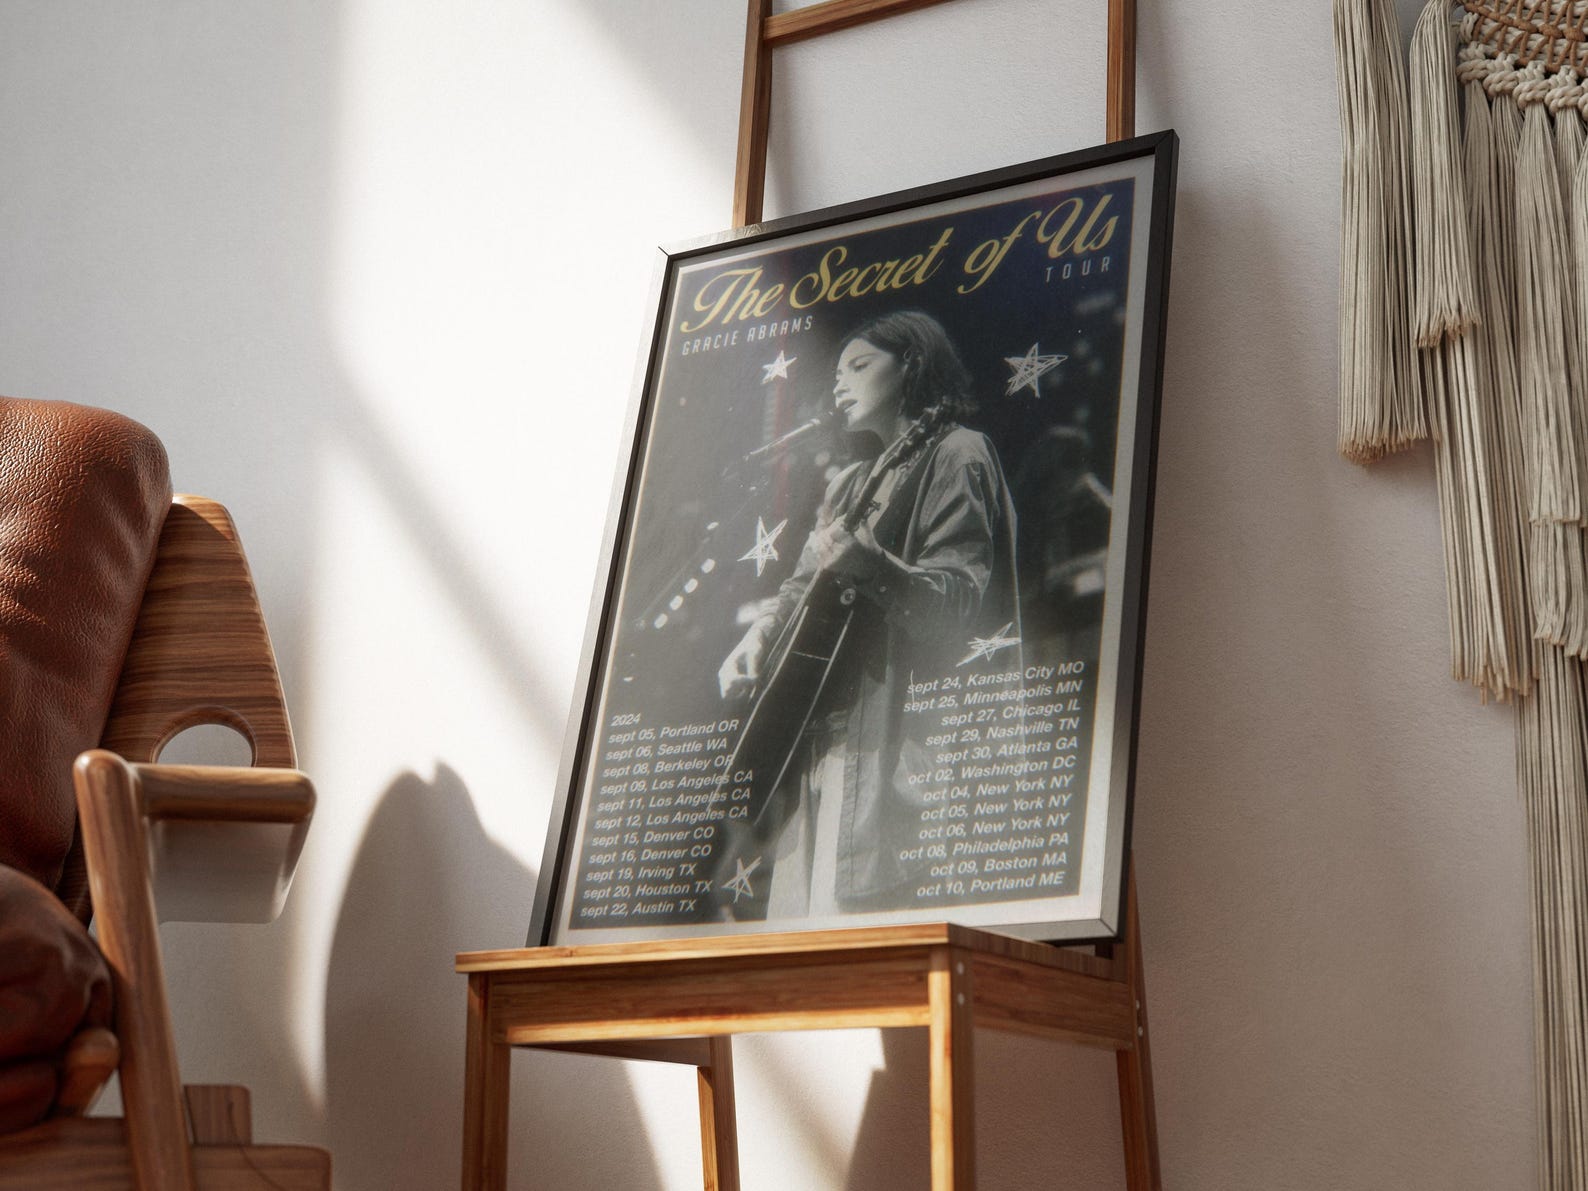 The Secret of Us
TOUR
GRACIE ABRAMS
2024
sept 05, Portland OR
sept 06, Seattle WA
sept 08, Berkeley OR
sept 09, Los Angeles CA
sept 11, Los Angeles CA
sept 12, Los Angeles CA
sept 15, Denver CO
sept 16, Denver CO
sept 19, Irving TX
sept 20, Houston TX
sept 22, Austin TX
sept 24, Kansas City MO
sept 25, Minneapolis MN
sept 27, Chicago IL
sept 29, Nashville TN
sept 30, Atlanta GA
oct 02, Washington DC
oct 04, New York NY
oct 05, New York NY
oct 06, New York NY
oct 08, Philadelphia PA
oct 09, Boston MA
oct 10, Portland ME